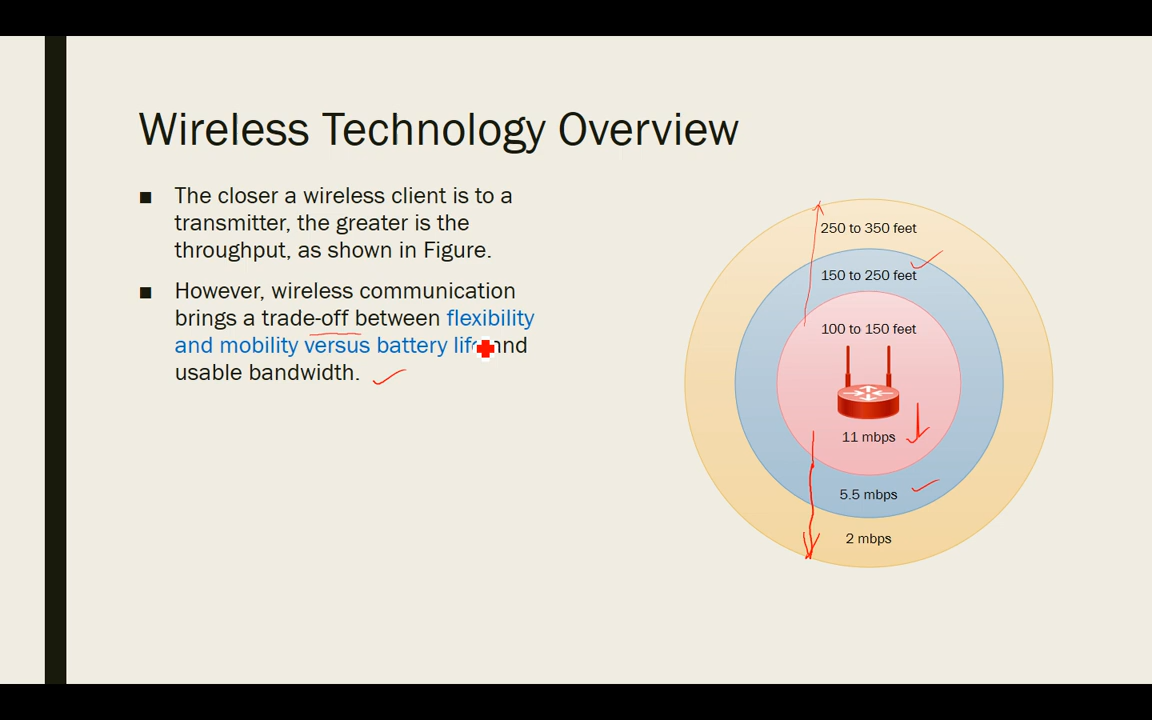 Wireless Technology Overview
■ The closer a wireless client is to a
transmitter, the greater is the
throughput, as shown in Figure.
■ However, wireless communication
brings a trade-off between flexibility
and mobility versus battery life and
usable bandwidth.
250 to 350 feet
150 to 250 feet
100 to 150 feet
11 mbps
5.5 mbps
2 mbps